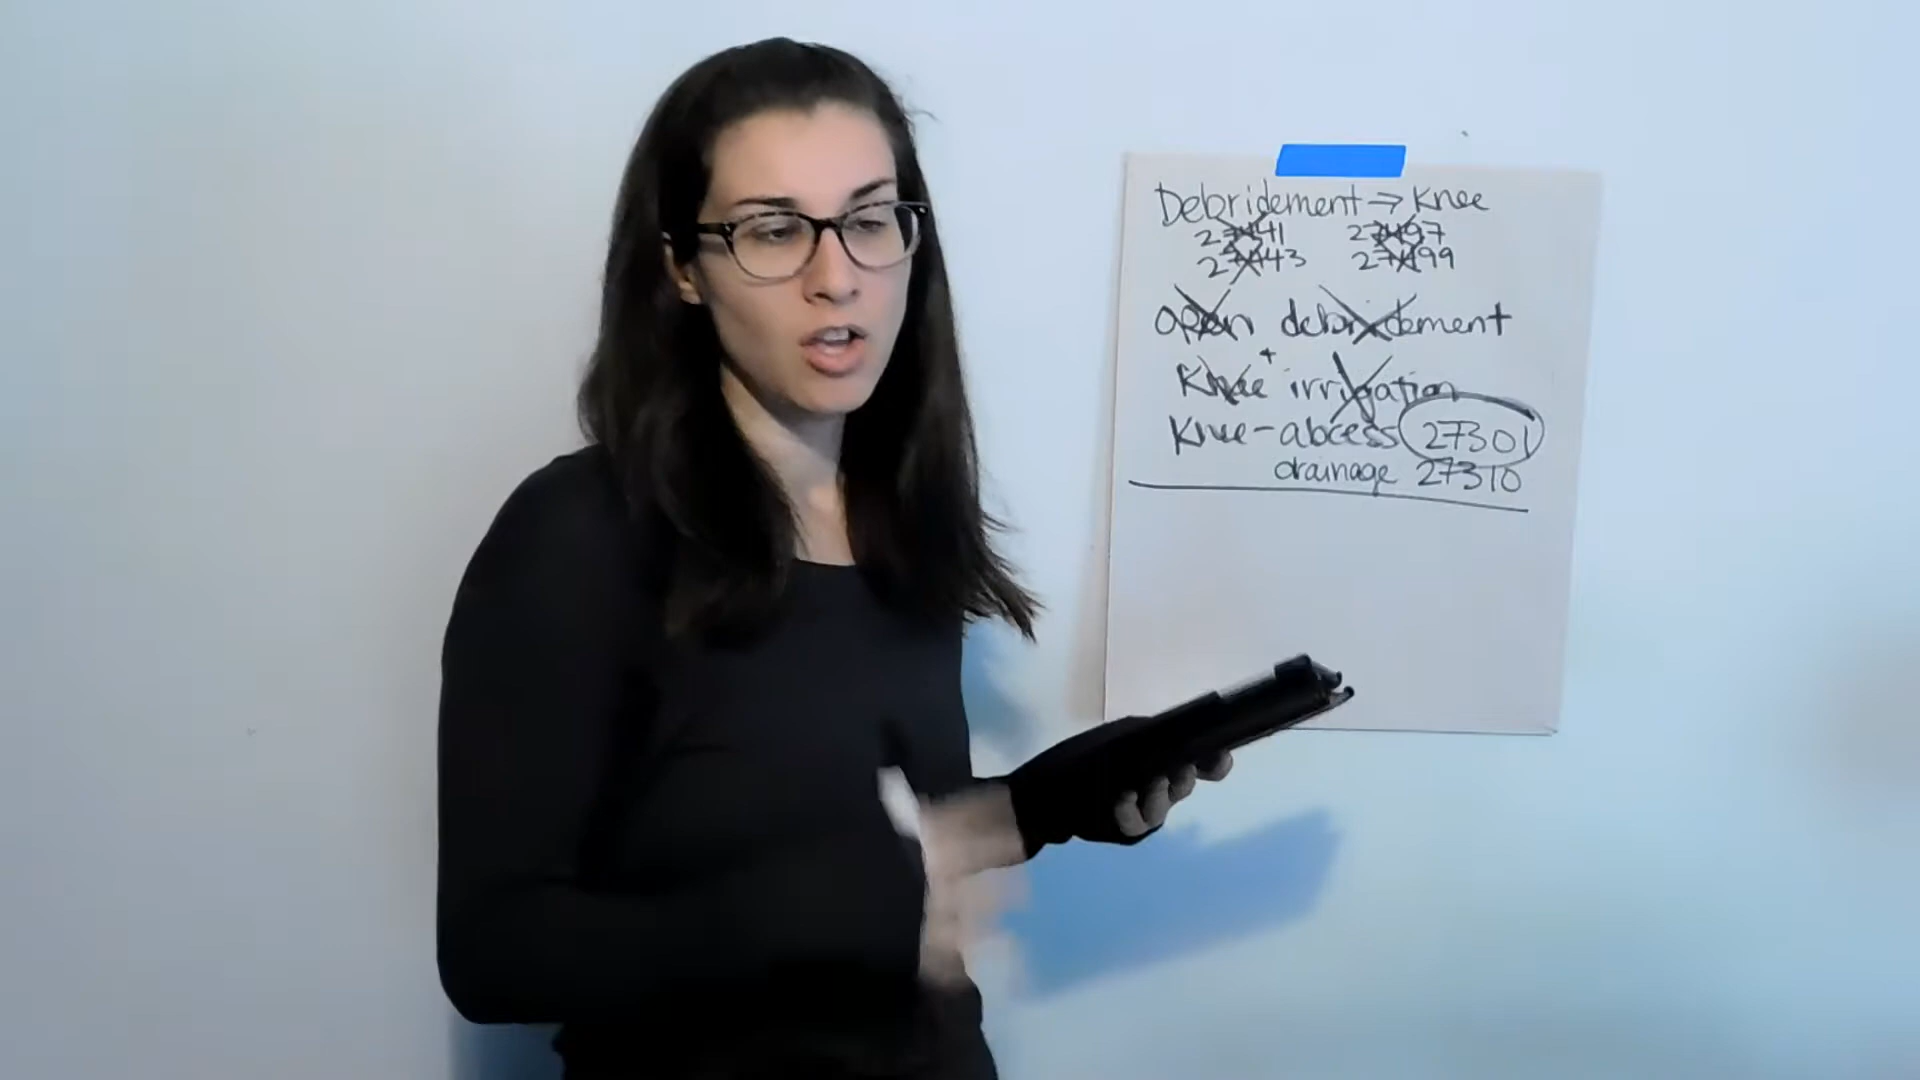 Debridement → Knee
27441 27497
27443 27499
open debridement
Knee + irrigation
Knee - abcess 27301
drainage 27310